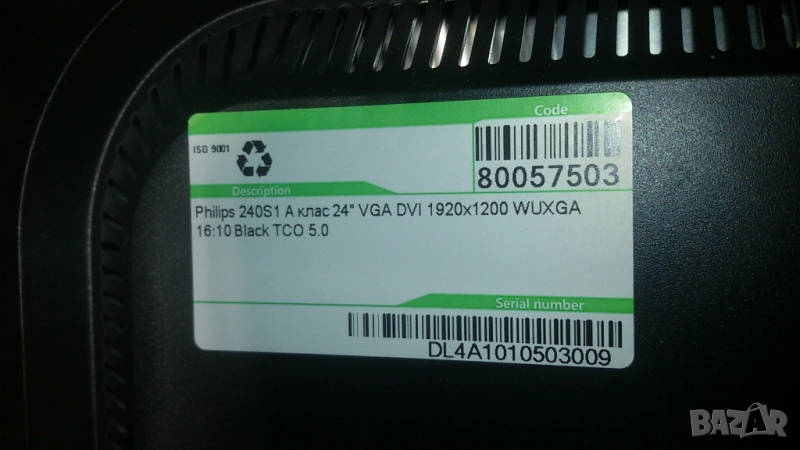 Code
ISO 9001
80057503
Description
Philips 240S1 А клас 24" VGA DVI 1920x1200 WUXGA
16:10 Black TCO 5.0
Serial number
DL4A1010503009
BAZAR